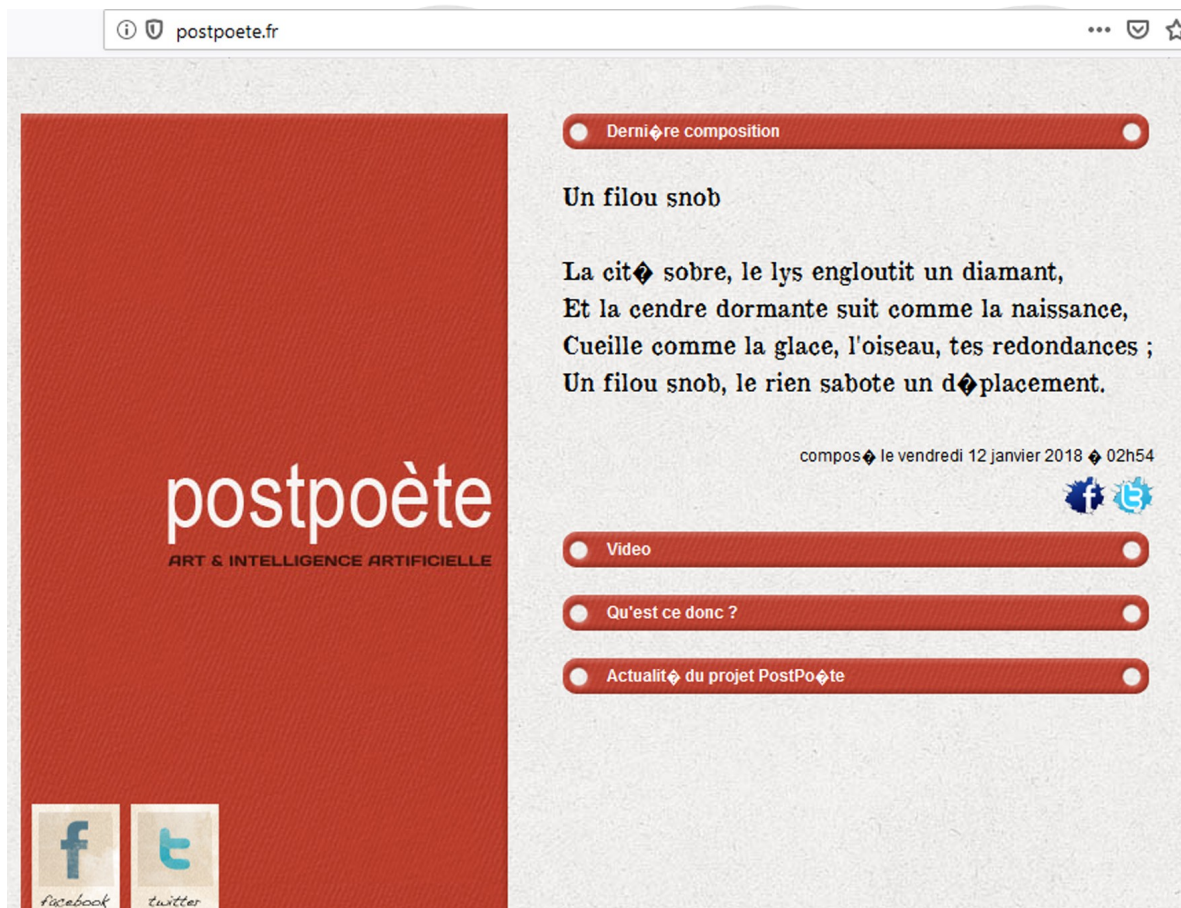 postpoete.fr
postpoète
ART & INTELLIGENCE ARTIFICIELLE
facebook
twitter
Derni�re composition
Un filou snob
La cit� sobre, le lys engloutit un diamant,
Et la cendre dormante suit comme la naissance,
Cueille comme la glace, l'oiseau, tes redondances ;
Un filou snob, le rien sabote un d�placement.
compos� le vendredi 12 janvier 2018 � 02h54
Video
Qu'est ce donc ?
Actualit� du projet PostPo�te